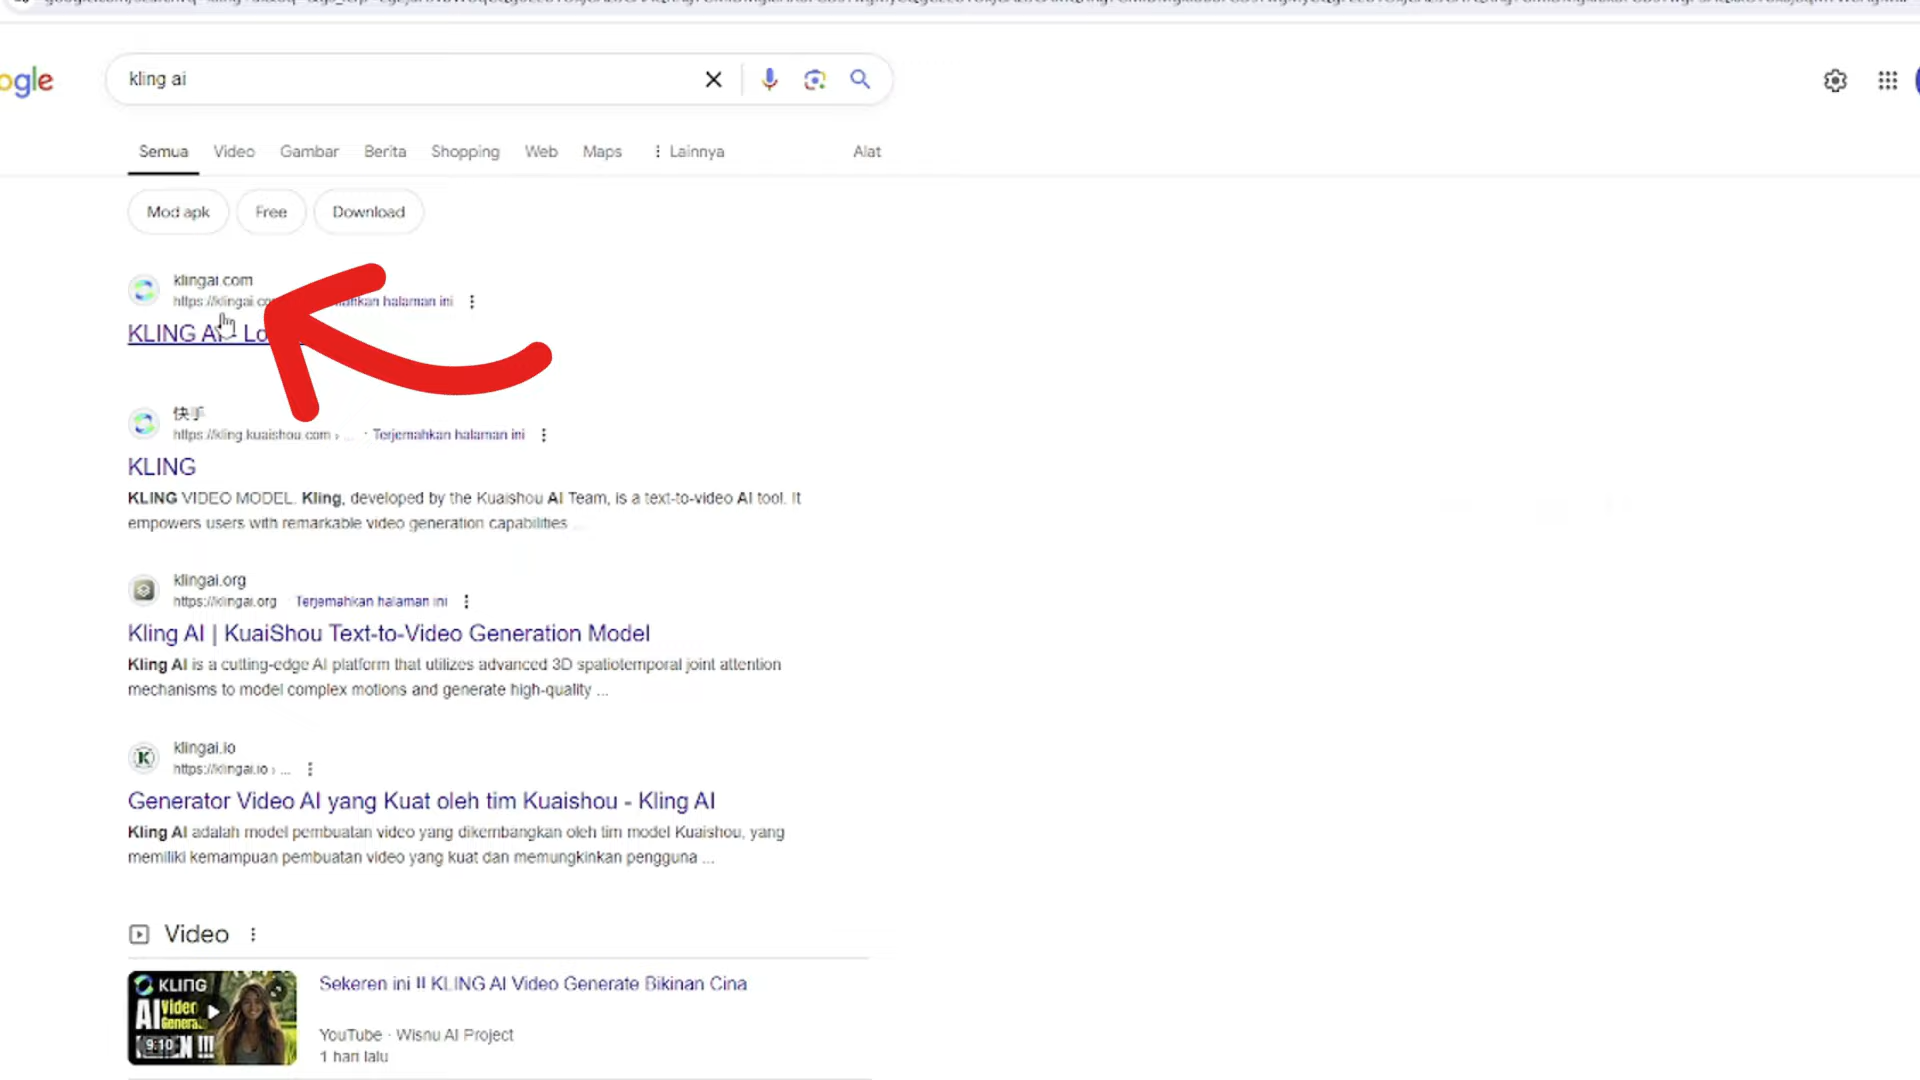 ogle
kling ai
Semua Video Gambar Berita Shopping Web Maps Lainnya Alat
Mod apk Free Download
klingai.com
https://klingai.co halaman ini
KLING AI - Lo
快手
https://kling.kuaishou.com › ... · Terjemahkan halaman ini
KLING
KLING VIDEO MODEL. Kling, developed by the Kuaishou AI Team, is a text-to-video AI tool. It
empowers users with remarkable video generation capabilities ...
klingai.org
https://klingai.org Terjemahkan halaman ini
Kling AI | KuaiShou Text-to-Video Generation Model
Kling AI is a cutting-edge AI platform that utilizes advanced 3D spatiotemporal joint attention
mechanisms to model complex motions and generate high-quality ...
klingai.io
https://klingai.io › ...
Generator Video AI yang Kuat oleh tim Kuaishou - Kling AI
Kling AI adalah model pembuatan video yang dikembangkan oleh tim model Kuaishou, yang
memiliki kemampuan pembuatan video yang kuat dan memungkinkan pengguna ...
Video
KLING
AI Video
Genera
9:10 !!!
Sekeren ini !! KLING AI Video Generate Bikinan Cina
YouTube · Wisnu AI Project
1 hari lalu